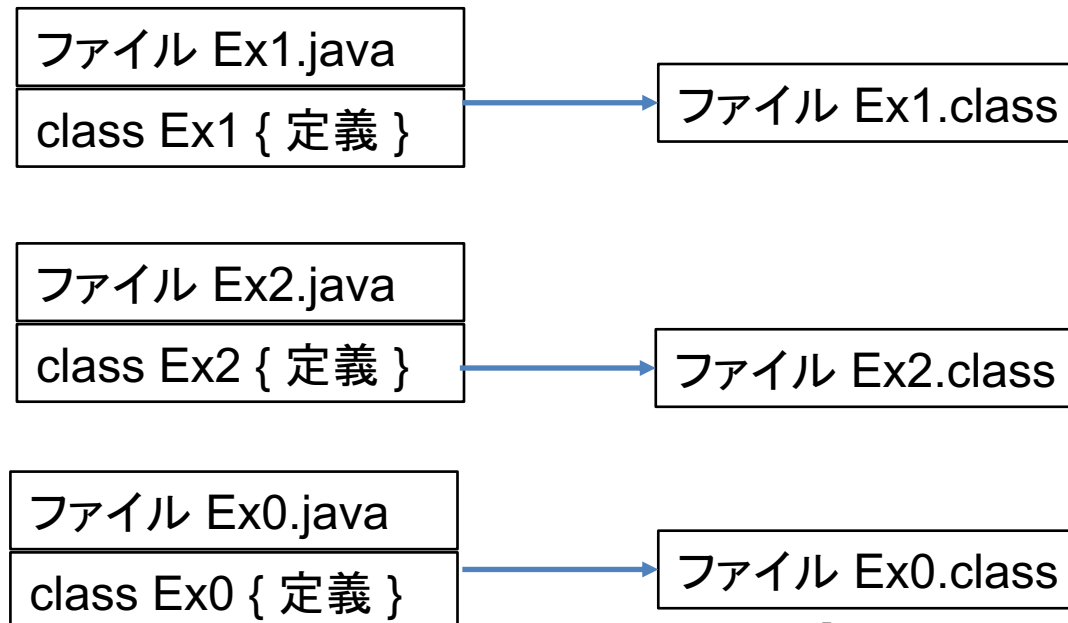 ファイル Ex1.java
class Ex1 { 定義 }
ファイル Ex1.class
ファイル Ex2.java
class Ex2 { 定義 }
ファイル Ex2.class
ファイル Ex0.java
class Ex0 { 定義 }
ファイル Ex0.class